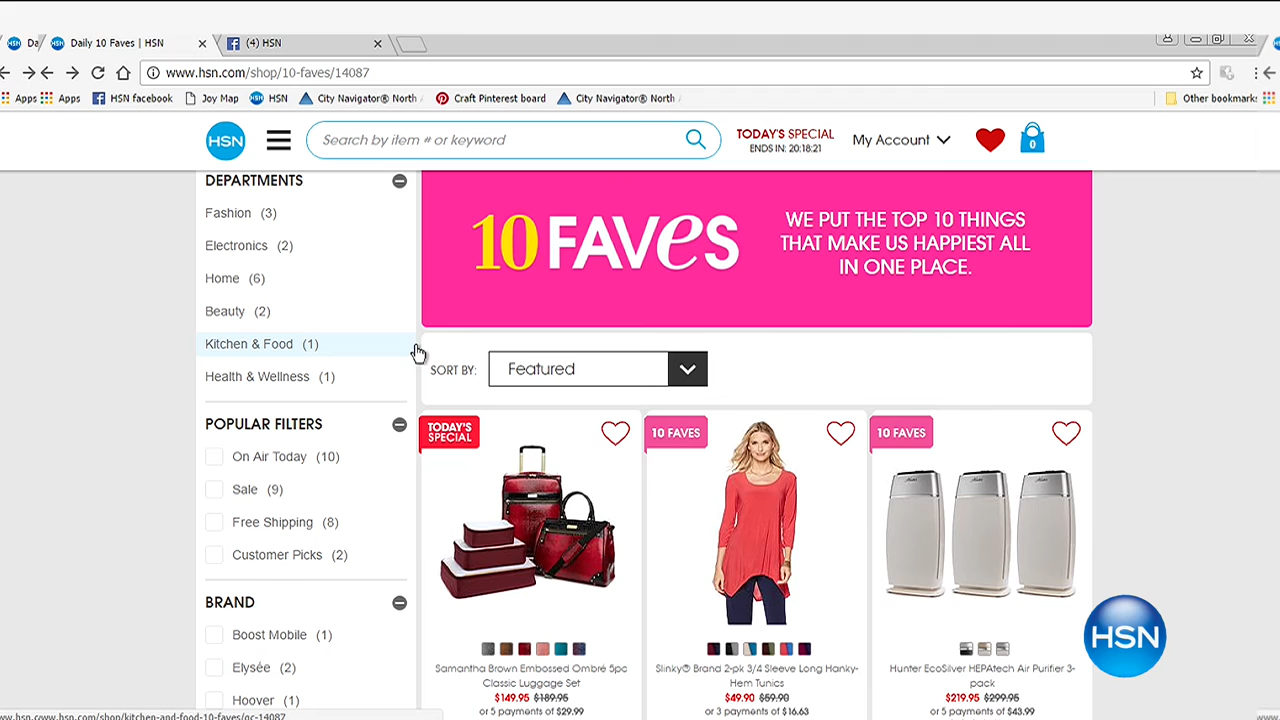 Da
Daily 10 Faves | HSN
(4) HSN
www.hsn.com/shop/10-faves/14087
Apps
Apps
HSN facebook
Joy Map
HSN
City Navigator® North
Craft Pinterest board
City Navigator® North
Other bookmarks
HSN
Search by item # or keyword
TODAY'S SPECIAL
ENDS IN: 20:18:21
My Account
0
DEPARTMENTS
Fashion (3)
Electronics (2)
Home (6)
Beauty (2)
Kitchen & Food (1)
Health & Wellness (1)
POPULAR FILTERS
On Air Today (10)
Sale (9)
Free Shipping (8)
Customer Picks (2)
BRAND
Boost Mobile (1)
Elysée (2)
Hoover (1)
10 FAVeS
WE PUT THE TOP 10 THINGS
THAT MAKE US HAPPIEST ALL
IN ONE PLACE.
SORT BY:
Featured
TODAY'S
SPECIAL
Samantha Brown Embossed Ombré 5pc
Classic Luggage Set
$149.95 $189.95
or 5 payments of $29.99
10 FAVES
Slinky® Brand 2-pk 3/4 Sleeve Long Hanky-
Hem Tunics
$49.90 $59.90
or 3 payments of $16.63
10 FAVES
Hunter EcoSilver HEPAtech Air Purifier 3-
pack
$219.95 $299.95
or 5 payments of $43.99
HSN
www.hsn.com/shop/kitchen-and-food-10-faves/qc-14087